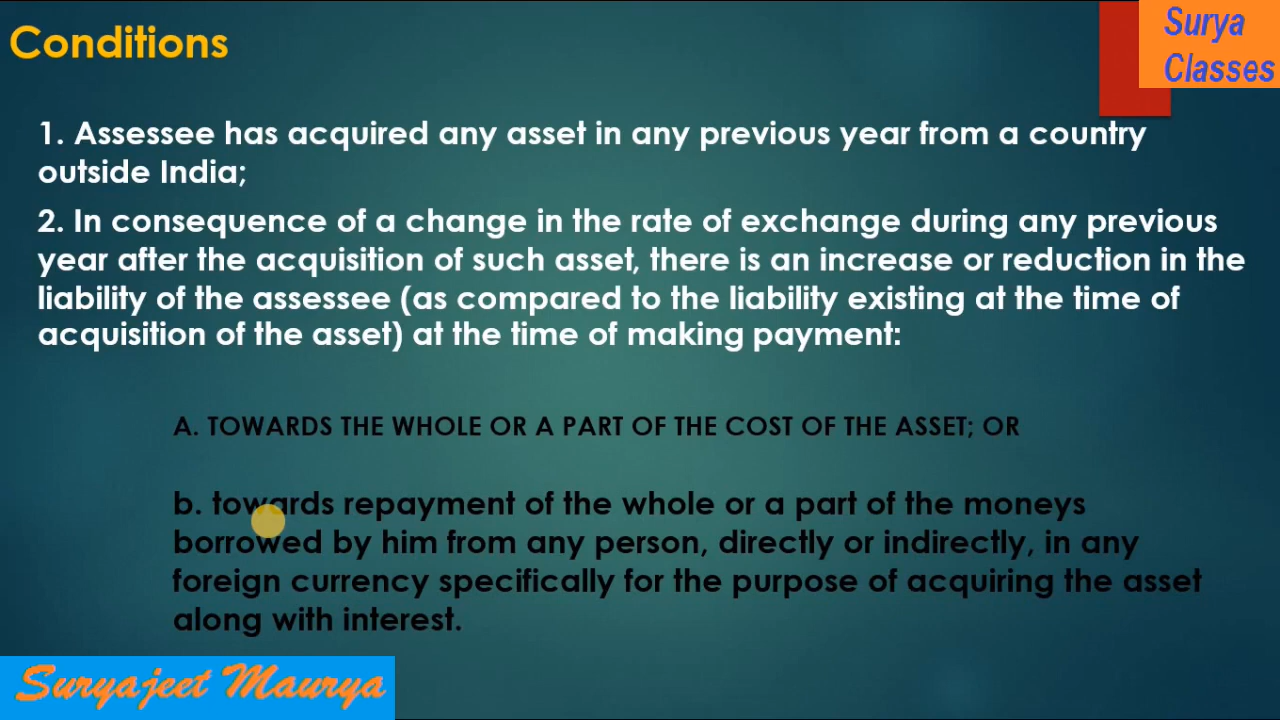 Conditions
Surya
Classes
1. Assessee has acquired any asset in any previous year from a country
outside India;
2. In consequence of a change in the rate of exchange during any previous
year after the acquisition of such asset, there is an increase or reduction in the
liability of the assessee (as compared to the liability existing at the time of
acquisition of the asset) at the time of making payment:
A. TOWARDS THE WHOLE OR A PART OF THE COST OF THE ASSET; OR
b. towards repayment of the whole or a part of the moneys
borrowed by him from any person, directly or indirectly, in any
foreign currency specifically for the purpose of acquiring the asset
along with interest.
Suryajeet Maurya